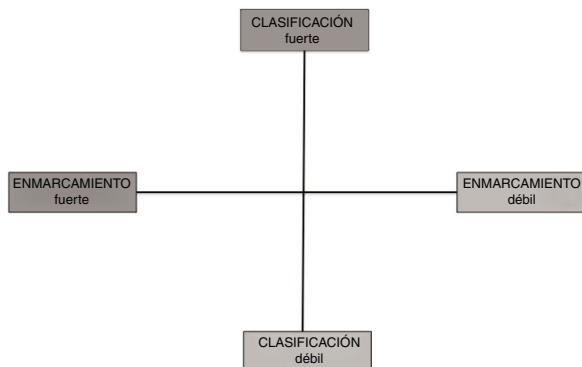 CLASIFICACIÓN
fuerte
ENMARCAMIENTO
fuerte
ENMARCAMIENTO
débil
CLASIFICACIÓN
débil